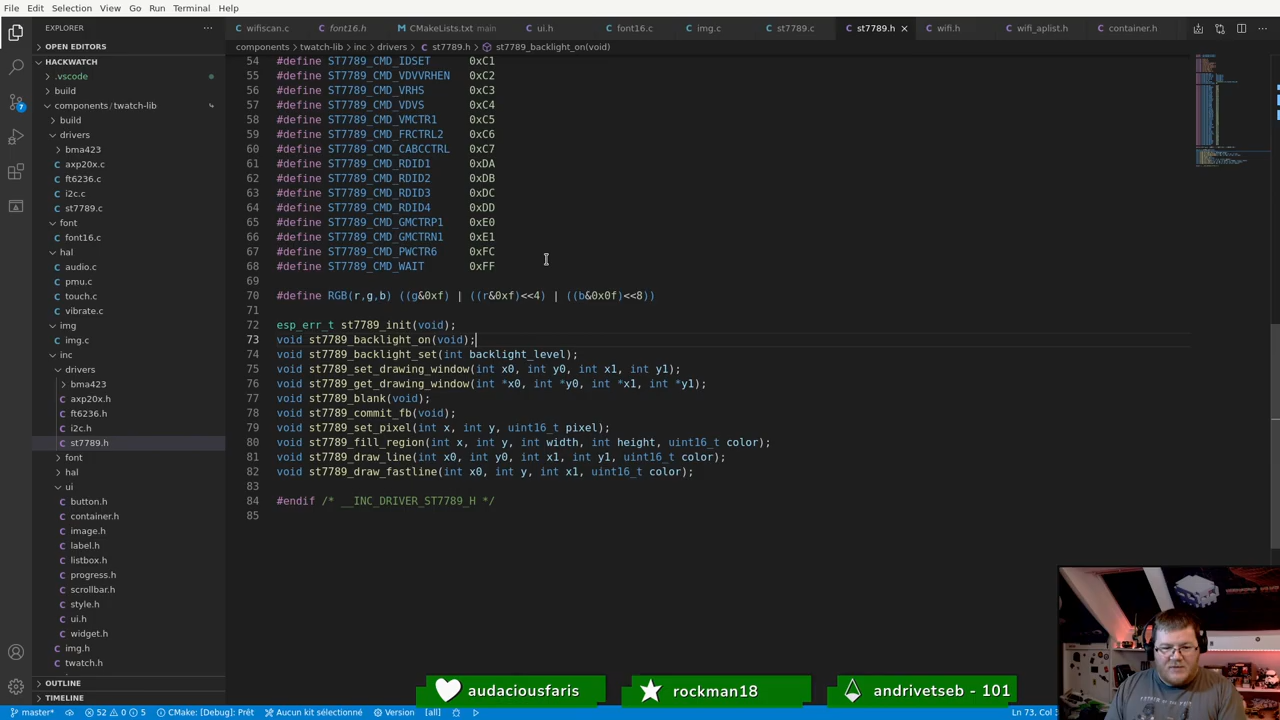 File Edit Selection View Go Run Terminal Help
EXPLORER
wifiscan.c font16.h CMakeLists.txt main ui.h font16.c img.c st7789.c st7789.h wifi.h wifi_aplist.h container.h
components > twatch-lib > inc > drivers > C st7789.h > st7789_backlight_on(void)
OPEN EDITORS
HACKWATCH
.vscode
build
components / twatch-lib
build
drivers
bma423
axp20x.c
ft6236.c
i2c.c
st7789.c
font
font16.c
hal
audio.c
pmu.c
touch.c
vibrate.c
img
img.c
inc
drivers
bma423
axp20x.h
ft6236.h
i2c.h
st7789.h
font
hal
ui
button.h
container.h
image.h
label.h
listbox.h
progress.h
scrollbar.h
style.h
ui.h
widget.h
img.h
twatch.h
OUTLINE
TIMELINE
54 #define ST7789_CMD_IDSET 0xC1
55 #define ST7789_CMD_VDVVRHEN 0xC2
56 #define ST7789_CMD_VRHS 0xC3
57 #define ST7789_CMD_VDVS 0xC4
58 #define ST7789_CMD_VMCTR1 0xC5
59 #define ST7789_CMD_FRCTRL2 0xC6
60 #define ST7789_CMD_CABCCTRL 0xC7
61 #define ST7789_CMD_RDID1 0xDA
62 #define ST7789_CMD_RDID2 0xDB
63 #define ST7789_CMD_RDID3 0xDC
64 #define ST7789_CMD_RDID4 0xDD
65 #define ST7789_CMD_GMCTRP1 0xE0
66 #define ST7789_CMD_GMCTRN1 0xE1
67 #define ST7789_CMD_PWCTR6 0xFC
68 #define ST7789_CMD_WAIT 0xFF
69
70 #define RGB(r,g,b) ((g&0xf) | ((r&0xf)<<4) | ((b&0x0f)<<8))
71
72 esp_err_t st7789_init(void);
73 void st7789_backlight_on(void);
74 void st7789_backlight_set(int backlight_level);
75 void st7789_set_drawing_window(int x0, int y0, int x1, int y1);
76 void st7789_get_drawing_window(int *x0, int *y0, int *x1, int *y1);
77 void st7789_blank(void);
78 void st7789_commit_fb(void);
79 void st7789_set_pixel(int x, int y, uint16_t pixel);
80 void st7789_fill_region(int x, int y, int width, int height, uint16_t color);
81 void st7789_draw_line(int x0, int y0, int x1, int y1, uint16_t color);
82 void st7789_draw_fastline(int x0, int y, int x1, uint16_t color);
83
84 #endif /* __INC_DRIVER_ST7789_H */
85
audaciousfaris rockman18 andrivetseb - 101
master* 52 0 5 CMake: [Debug]: Prêt Aucun kit sélectionné Version [all] Ln 73, Col